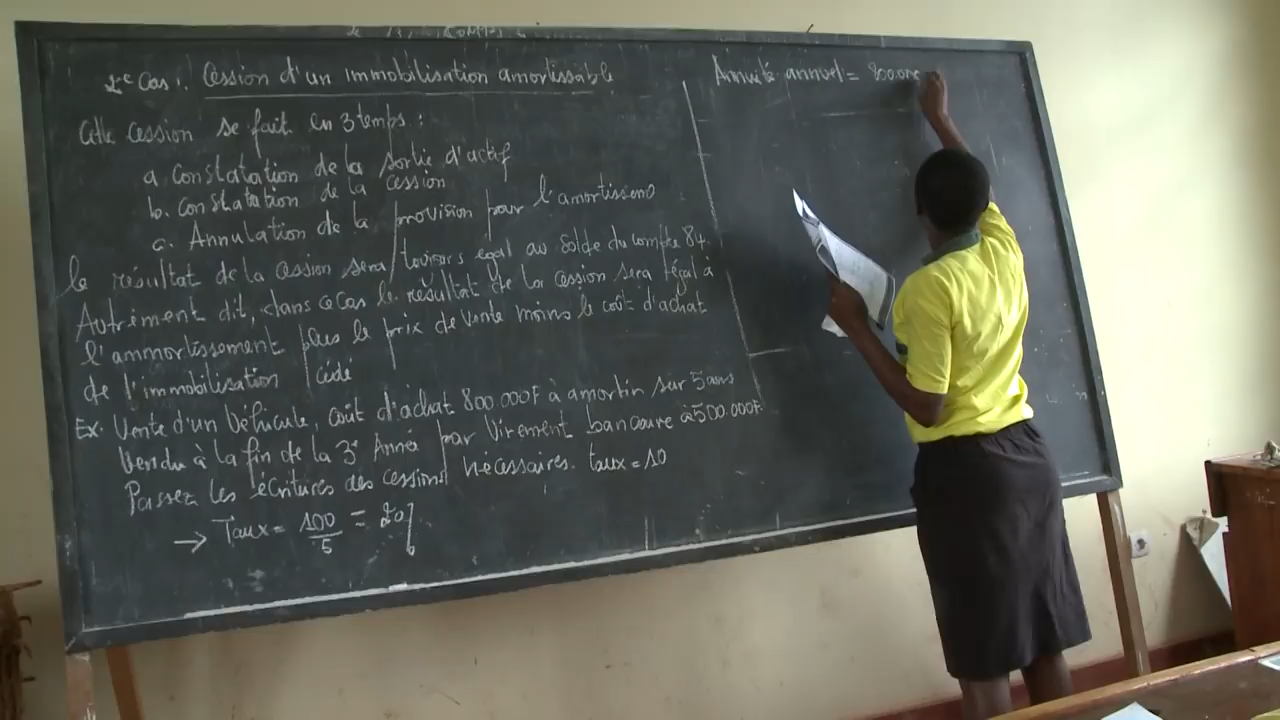 2e Cas: Cession d'un immobilisation amortissable
Cette cession se fait en 3 temps :
a. Constatation de la sortie d'actif
b. Constatation de la cession
c. Annulation de la provision pour l'amortissem
le résultat de la cession sera toujours egal au solde du compte 84.
Autrement dit, dans ce cas le résultat de la cession sera égal à
l'ammortissement plus le prix de vente moins le coût d'achat
de l'immobilisation cédé
Ex. Vente d'un Véhicule, coût d'achat 800.000F à amortir sur 5 ans
Vendu à la fin de la 3e Année par Virement bancaire à 500.000F.
Passez les écritures des cessions nécessaires. taux = 10
→ Taux = 100/5 = 20%
Annuité annuel = 800.000